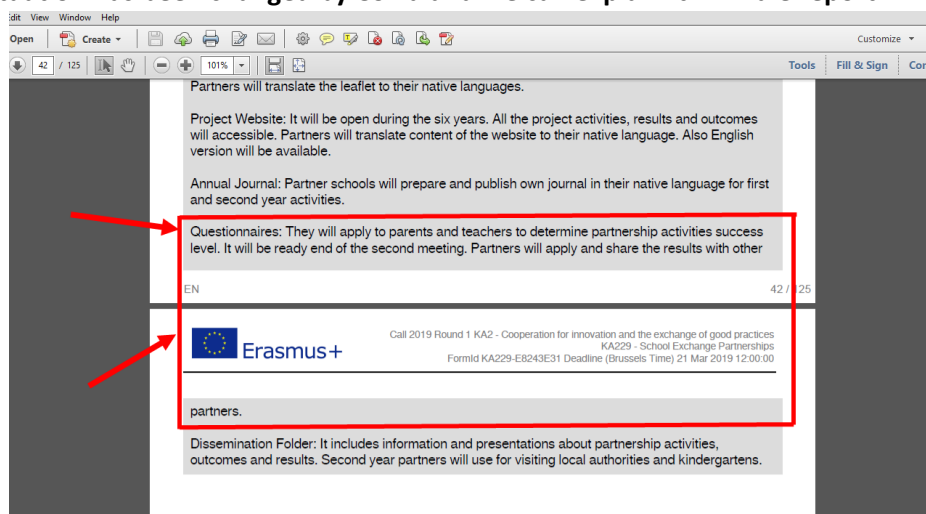 has been changed by
dit View Window Help
Open Create Customize
42 / 125 101% Tools Fill & Sign
Partners will translate the leaflet to their native languages.
Project Website: It will be open during the six years. All the project activities, results and outcomes
will accessible. Partners will translate content of the website to their native language. Also English
version will be available.
Annual Journal: Partner schools will prepare and publish own journal in their native language for first
and second year activities.
Questionnaires: They will apply to parents and teachers to determine partnership activities success
level. It will be ready end of the second meeting. Partners will apply and share the results with other
EN 42 / 125
Call 2019 Round 1 KA2 - Cooperation for innovation and the exchange of good practices
KA229 - School Exchange Partnerships
FormId KA229-E8243E31 Deadline (Brussels Time) 21 Mar 2019 12:00:00
Erasmus+
partners.
Dissemination Folder: It includes information and presentations about partnership activities,
outcomes and results. Second year partners will use for visiting local authorities and kindergartens.